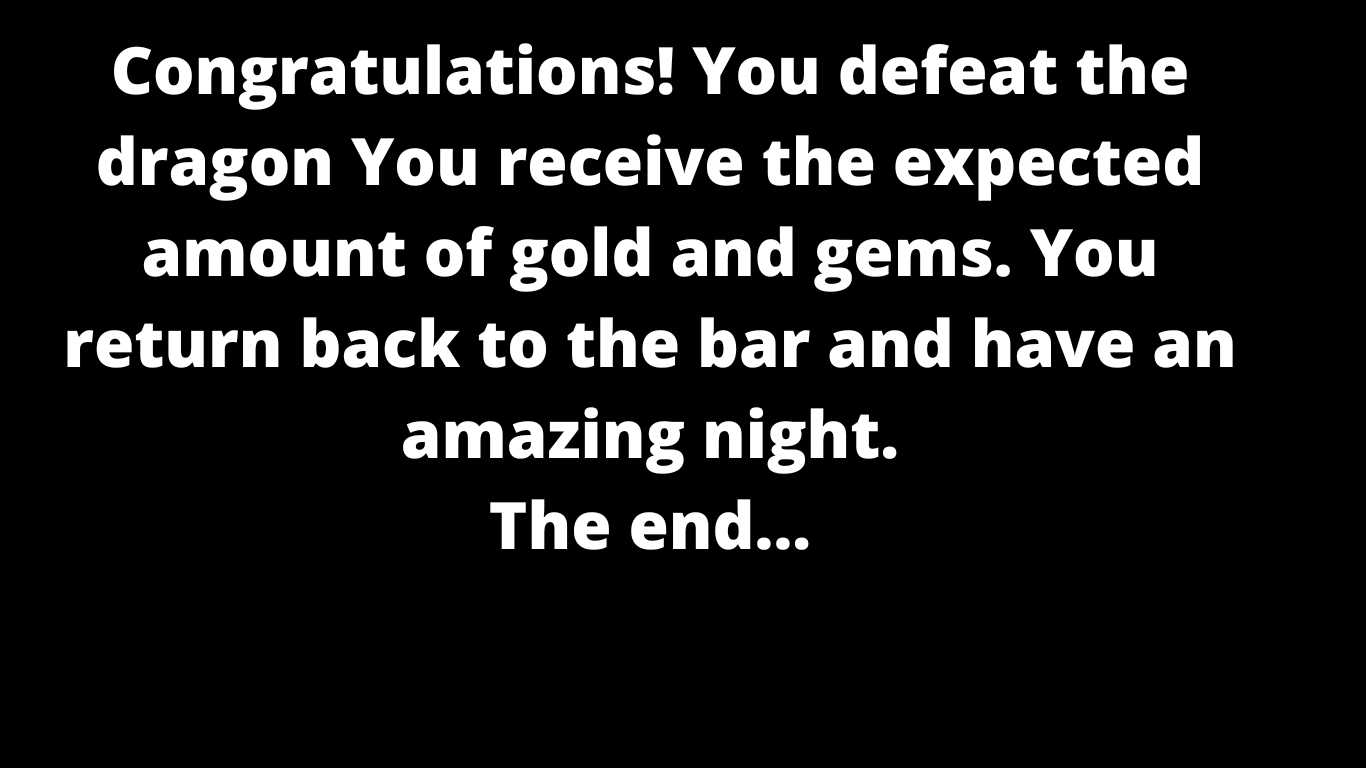 Congratulations! You defeat the
dragon You receive the expected
amount of gold and gems. You
return back to the bar and have an
amazing night.
The end...